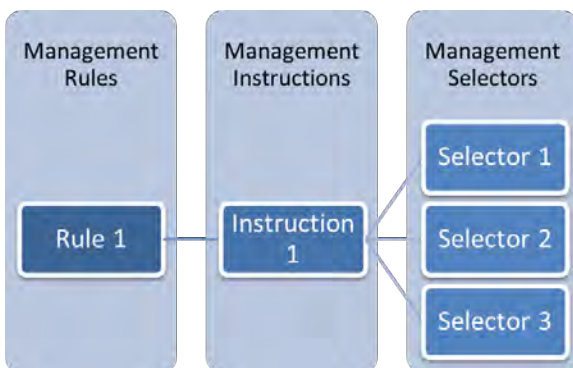 Management
Rules
Management
Instructions
Management
Selectors
Rule 1
Instruction
1
Selector 1
Selector 2
Selector 3